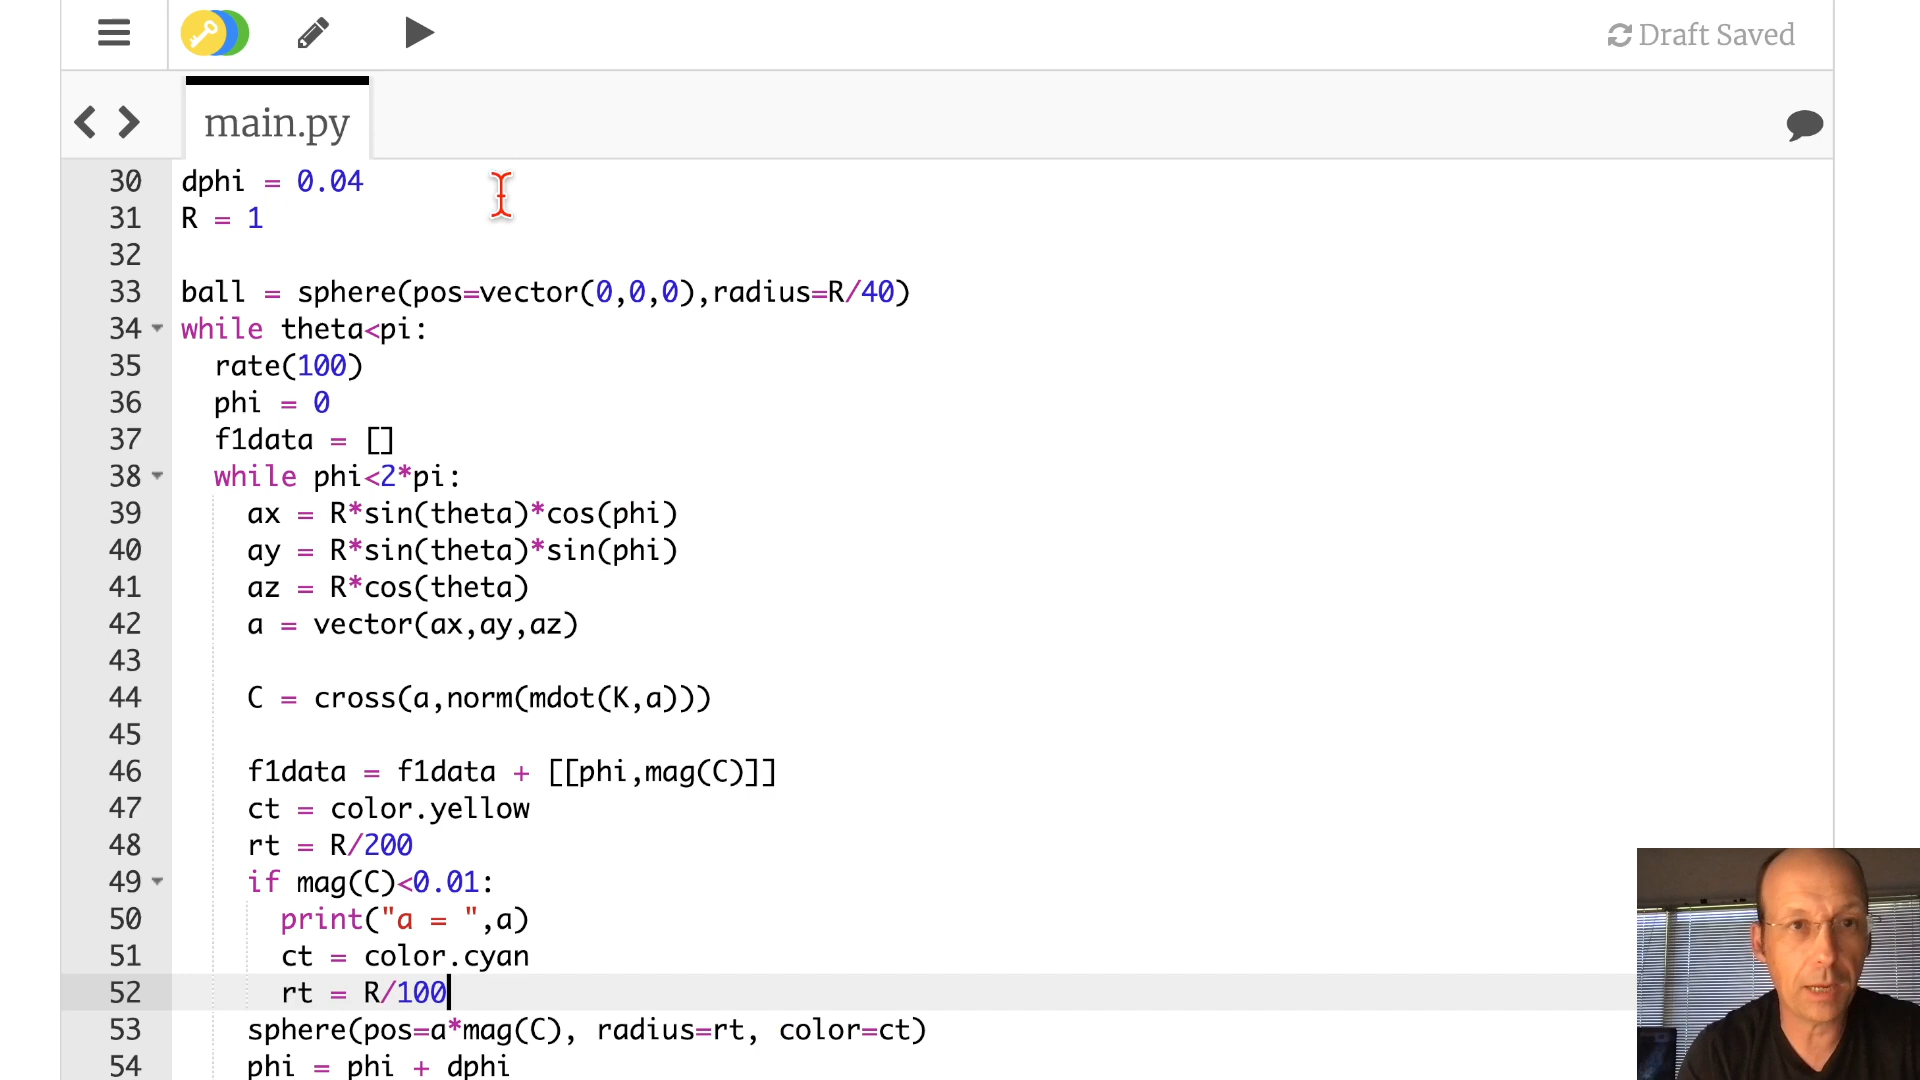 Draft Saved
main.py
30 dphi = 0.04
31 R = 1
32
33 ball = sphere(pos=vector(0,0,0),radius=R/40)
34 while theta<pi:
35 rate(100)
36 phi = 0
37 f1data = []
38 while phi<2*pi:
39 ax = R*sin(theta)*cos(phi)
40 ay = R*sin(theta)*sin(phi)
41 az = R*cos(theta)
42 a = vector(ax,ay,az)
43
44 C = cross(a,norm(mdot(K,a)))
45
46 f1data = f1data + [[phi,mag(C)]]
47 ct = color.yellow
48 rt = R/200
49 if mag(C)<0.01:
50 print("a = ",a)
51 ct = color.cyan
52 rt = R/100
53 sphere(pos=a*mag(C), radius=rt, color=ct)
54 phi = phi + dphi